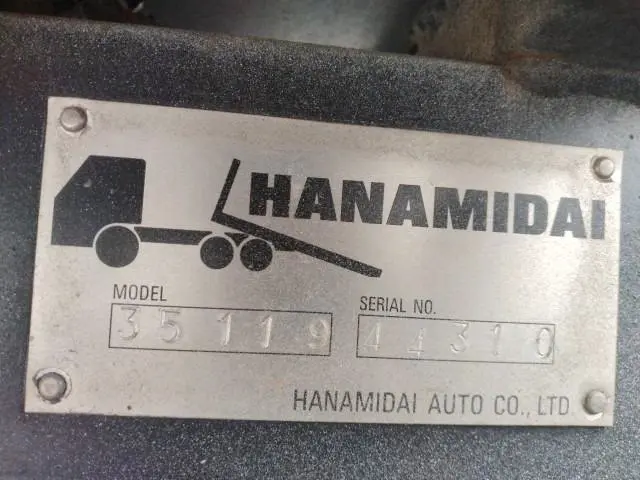 HANAMIDAI
MODEL
35119
SERIAL NO.
44310
HANAMIDAI AUTO CO., LTD